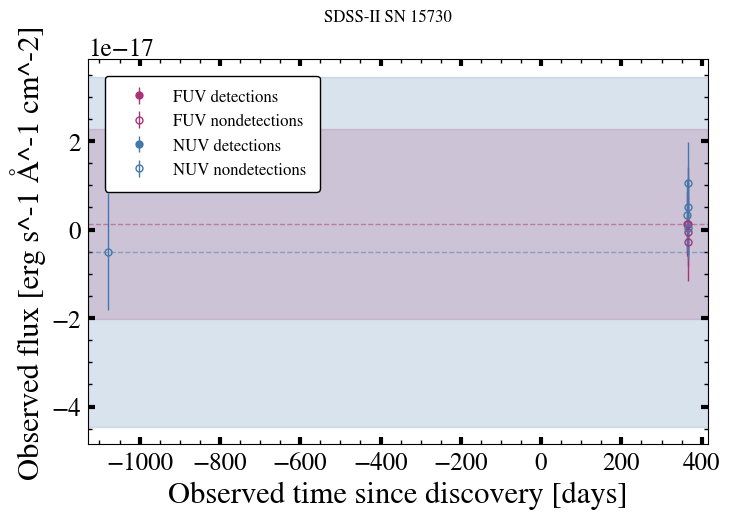 SDSS-II SN 15730
1e−17
FUV detections
FUV nondetections
NUV detections
NUV nondetections
2
0
−2
−4
Observed flux [erg s^-1 Å^-1 cm^-2]
−1000 −800 −600 −400 −200 0 200 400
Observed time since discovery [days]